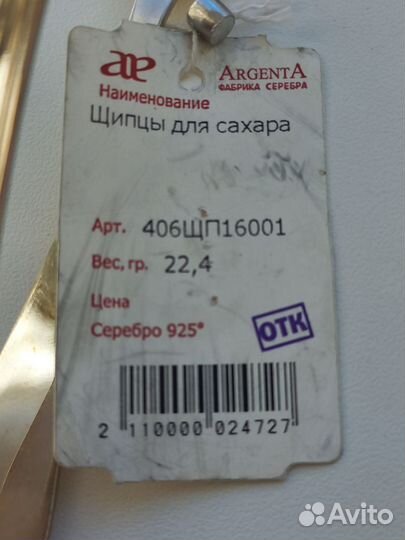 ARGENTA
ФАБРИКА СЕРЕБРА
Наименование
Щипцы для сахара
Арт. 406ЩП16001
Вес, гр. 22,4
Цена
Серебро 925°
ОТК
2 110000 024727
Avito